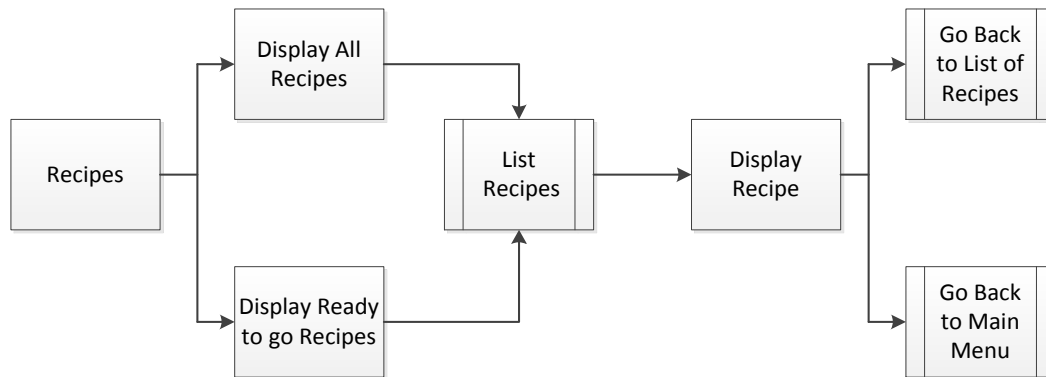 Recipes
Display All
Recipes
Display Ready
to go Recipes
List
Recipes
Display
Recipe
Go Back
to List of
Recipes
Go Back
to Main
Menu